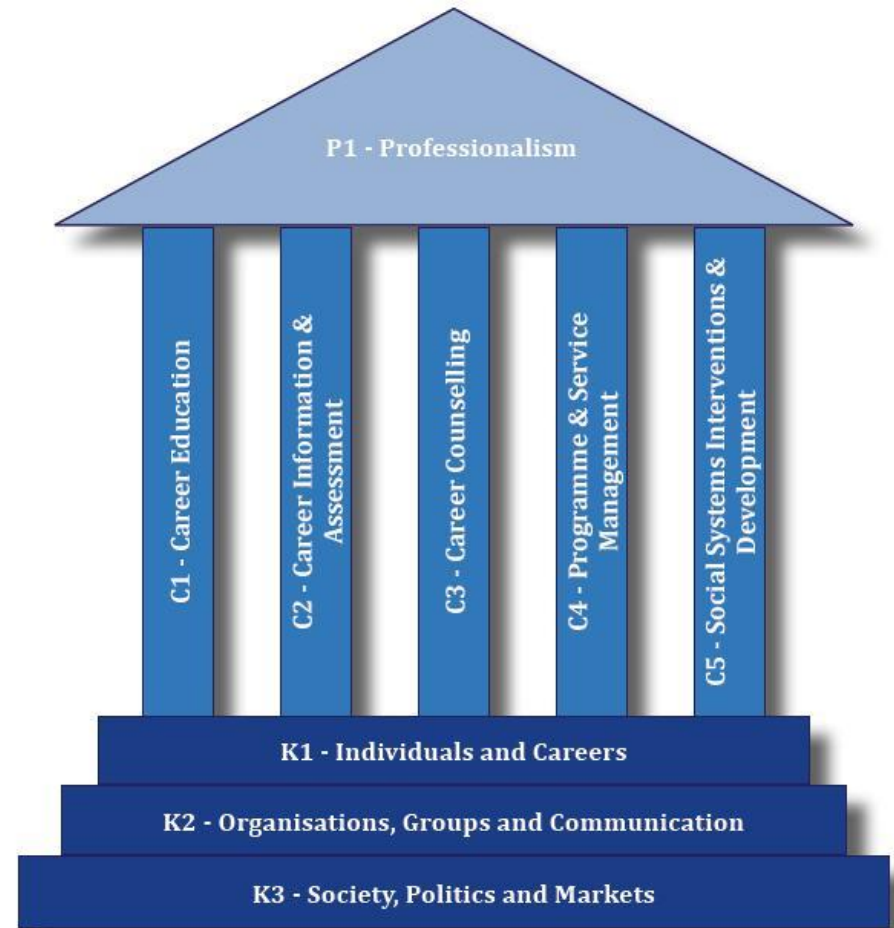 P1 - Professionalism
C1 - Career Education
C2 - Career Information &
Assessment
C3 - Career Counselling
C4 - Programme & Service
Management
C5 - Social Systems Interventions &
Development
K1 - Individuals and Careers
K2 - Organisations, Groups and Communication
K3 - Society, Politics and Markets